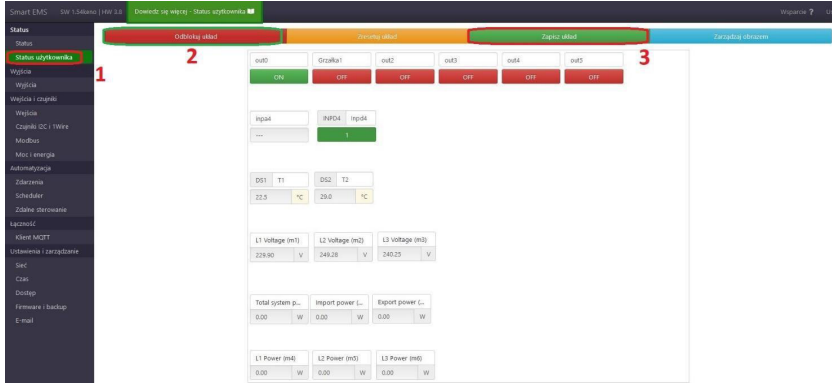 Smart EMS SW 1.54 HW 3.8 Dowiedz się więcej - Status użytkownika Wsparcie ?
Odblokuj układ Zresetuj układ Zapisz układ Zarządzaj obrazem
2 3
1
Status
Status
Status użytkownika
Wyjścia
Wyjścia
Wejścia i czujniki
Wejścia
Czujniki I2C i 1Wire
Modbus
Moc i energia
Automatyzacja
Zdarzenia
Scheduler
Zdalne sterowanie
Łączność
Klient MQTT
Ustawienia i zarządzanie
Sieć
Czas
Dostęp
Firmware i backup
E-mail
out0 Grzałka1 out2 out3 out4 out5
ON OFF OFF OFF OFF OFF
inpa4 INPD4 inpd4
--- 1
DS1 T1 DS2 T2
22.5 °C 29.0 °C
L1 Voltage (m1) L2 Voltage (m2) L3 Voltage (m3)
229.90 V 249.28 V 240.25 V
Total system p... Import power (... Export power (...
0.00 W 0.00 W 0.00 W
L1 Power (m4) L2 Power (m5) L3 Power (m6)
0.00 W 0.00 W 0.00 W